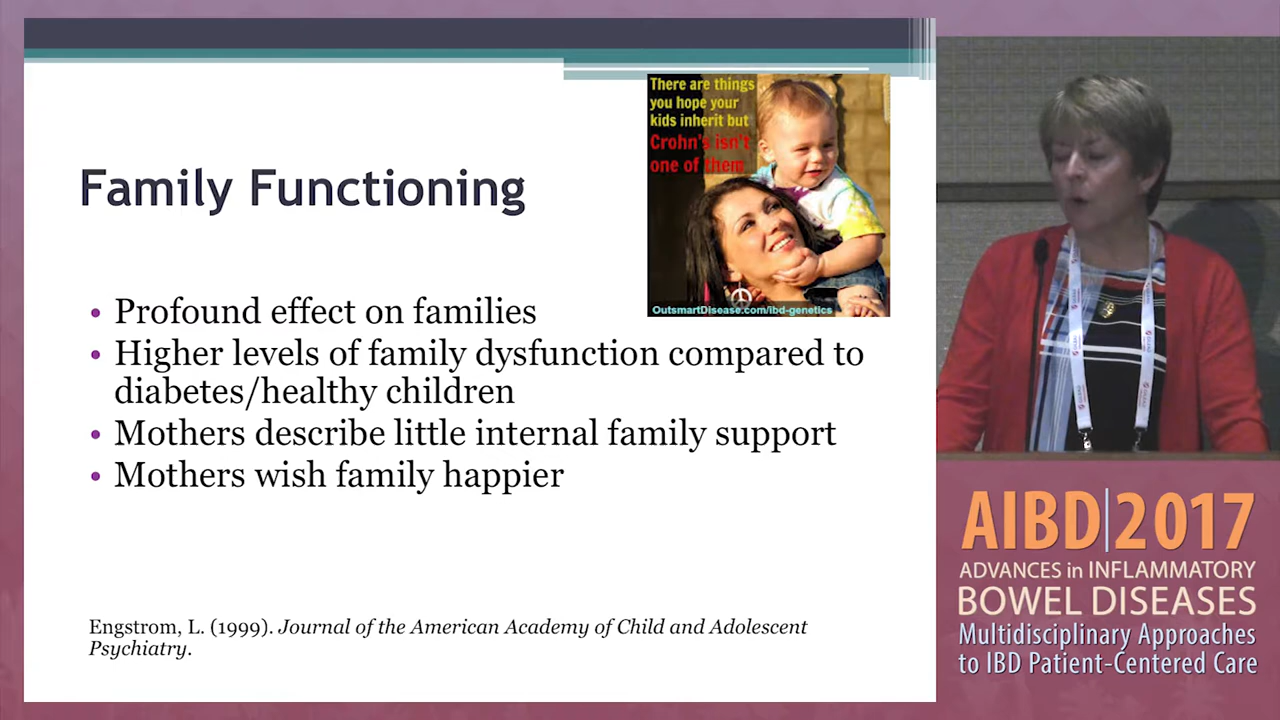 There are things
you hope your
kids inherit but
Crohn's isn't
one of them
OutsmartDisease.com/ibd-genetics
Family Functioning
• Profound effect on families
• Higher levels of family dysfunction compared to
diabetes/healthy children
• Mothers describe little internal family support
• Mothers wish family happier
Engstrom, L. (1999). Journal of the American Academy of Child and Adolescent
Psychiatry.
AIBD|2017
ADVANCES in INFLAMMATORY
BOWEL DISEASES
Multidisciplinary Approaches
to IBD Patient-Centered Care